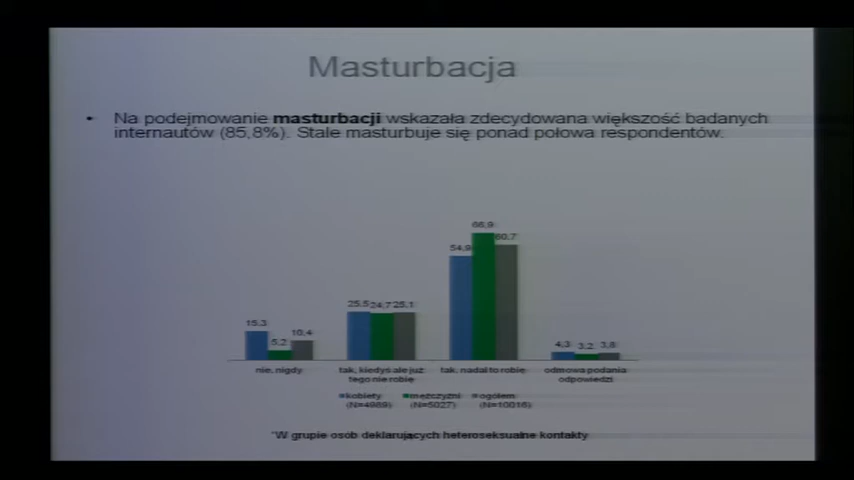 Masturbacja
• Na podejmowanie masturbacji wskazała zdecydowana większość badanych
internautów (85,8%). Stale masturbuje się ponad połowa respondentów.
66,9
54,9 60,7
25,5 24,7 25,1
15,3 5,2 10,4
4,3 3,2 3,8
nie, nigdy
tak, kiedyś ale już tego nie robię
tak, nadal to robię
odmowa podania odpowiedzi
kobiety (N=4989)
mężczyźni (N=5027)
ogółem (N=10016)
*W grupie osób deklarujących heteroseksualne kontakty